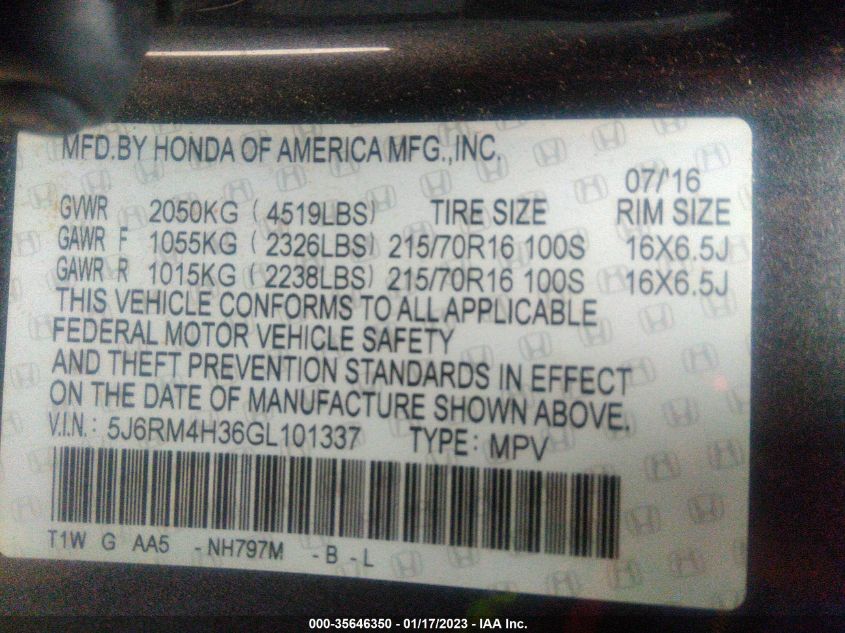 MFD.BY HONDA OF AMERICA MFG.,INC.
07/'16
GVWR 2050KG (4519LBS) TIRE SIZE RIM SIZE
GAWR F 1055KG (2326LBS) 215/70R16 100S 16X6.5J
GAWR R 1015KG (2238LBS) 215/70R16 100S 16X6.5J
THIS VEHICLE CONFORMS TO ALL APPLICABLE
FEDERAL MOTOR VEHICLE SAFETY
AND THEFT PREVENTION STANDARDS IN EFFECT
ON THE DATE OF MANUFACTURE SHOWN ABOVE.
V.I.N.: 5J6RM4H36GL101337 TYPE: MPV
T1W G AA5 -NH797M -B-L
000-35646350 - 01/17/2023 - IAA Inc.